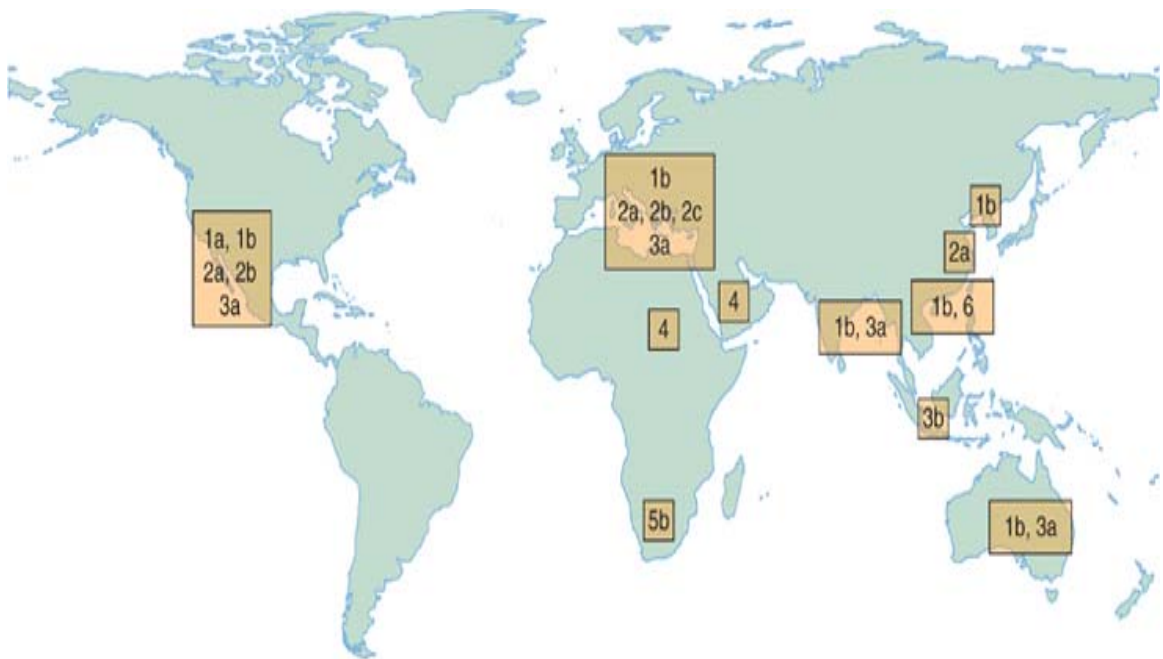 1a, 1b
2a, 2b
3a
1b
2a, 2b, 2c
3a
4
4
5b
1b
2a
1b, 6
1b, 3a
3b
1b, 3a